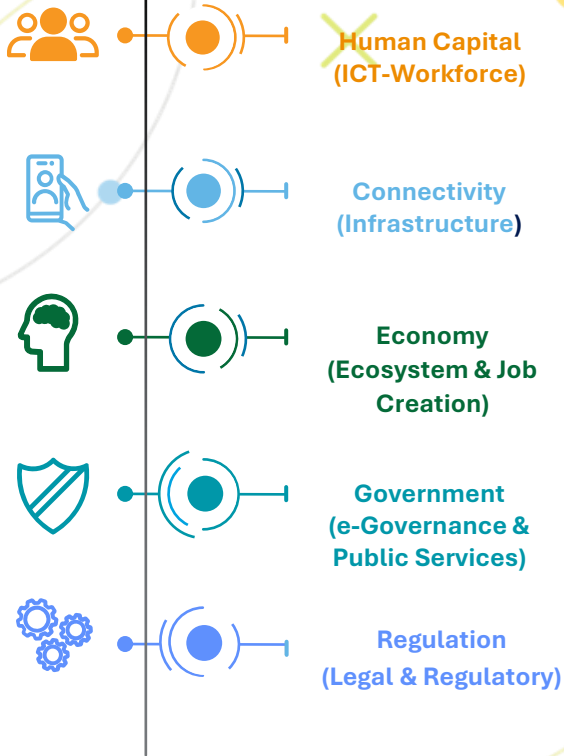 Human Capital
(ICT-Workforce)
Connectivity
(Infrastructure)
Economy
(Ecosystem & Job
Creation)
Government
(e-Governance &
Public Services)
Regulation
(Legal & Regulatory)